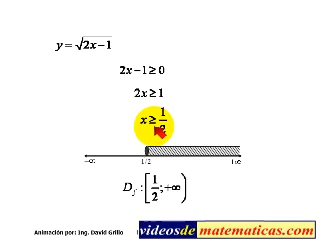 y = √2x−1
2x−1 ≥ 0
2x ≥ 1
x ≥ 1/2
-∞ 1/2 +∞
D_f : [1/2 ; +∞)
Animación por: Ing. David Grillo
videosdematematicas.com